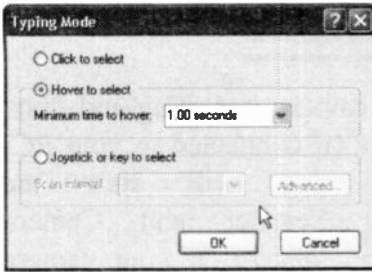 Typing Mode
Click to select
Hover to select
Minimum time to hover: 1.00 seconds
Joystick or key to select
Scan interval: Advanced...
OK Cancel